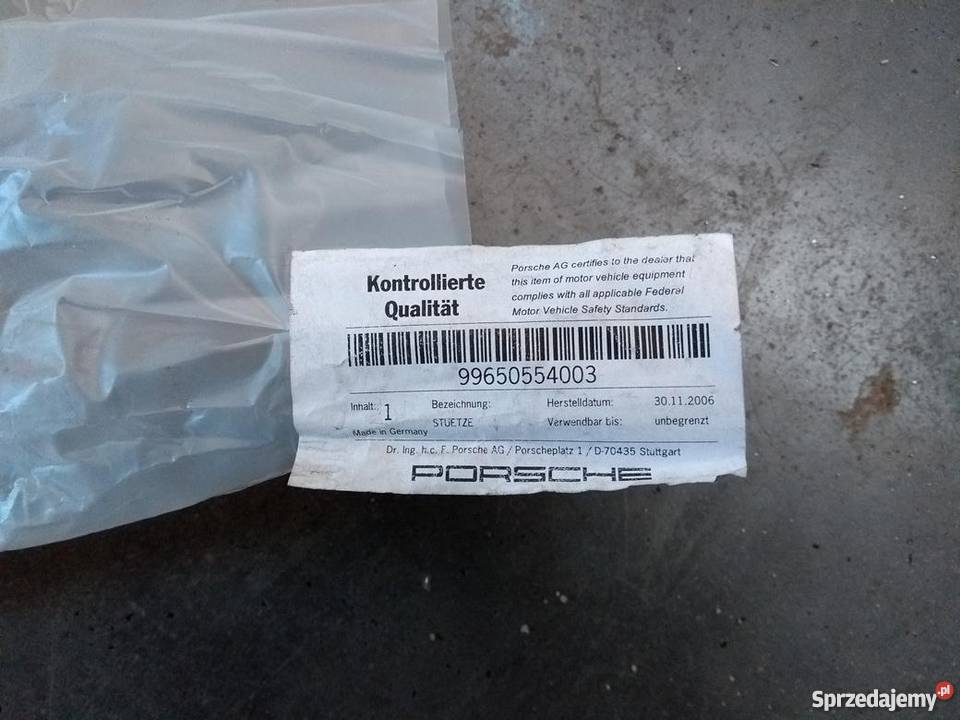 Kontrollierte
Qualität
Porsche AG certifies to the dealer that
this item of motor vehicle equipment
complies with all applicable Federal
Motor Vehicle Safety Standards.
99650554003
Inhalt: 1 Bezeichnung: Herstelldatum: 30.11.2006
STUETZE Verwendbar bis: unbegrenzt
Made in Germany
Dr. Ing. h.c. F. Porsche AG / Porscheplatz 1 / D-70435 Stuttgart
PORSCHE
Sprzedajemy.pl